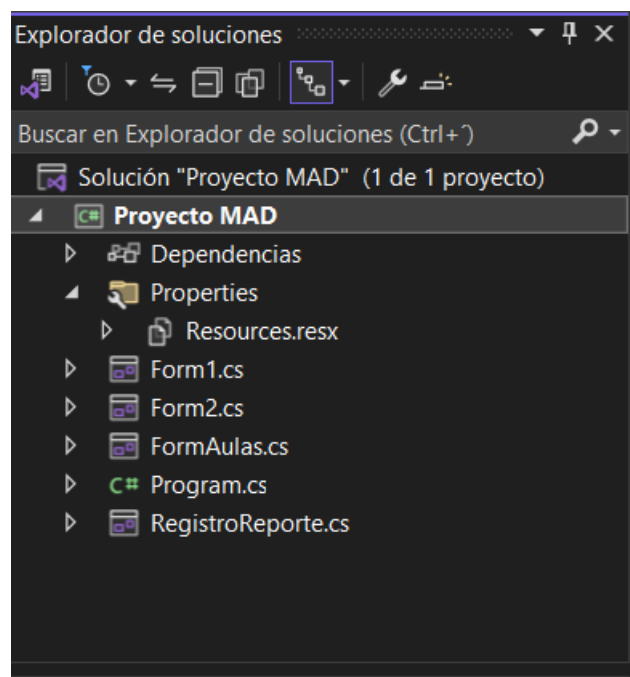 Explorador de soluciones
Buscar en Explorador de soluciones (Ctrl+´)
Solución "Proyecto MAD" (1 de 1 proyecto)
C# Proyecto MAD
Dependencias
Properties
Resources.resx
Form1.cs
Form2.cs
FormAulas.cs
C# Program.cs
RegistroReporte.cs